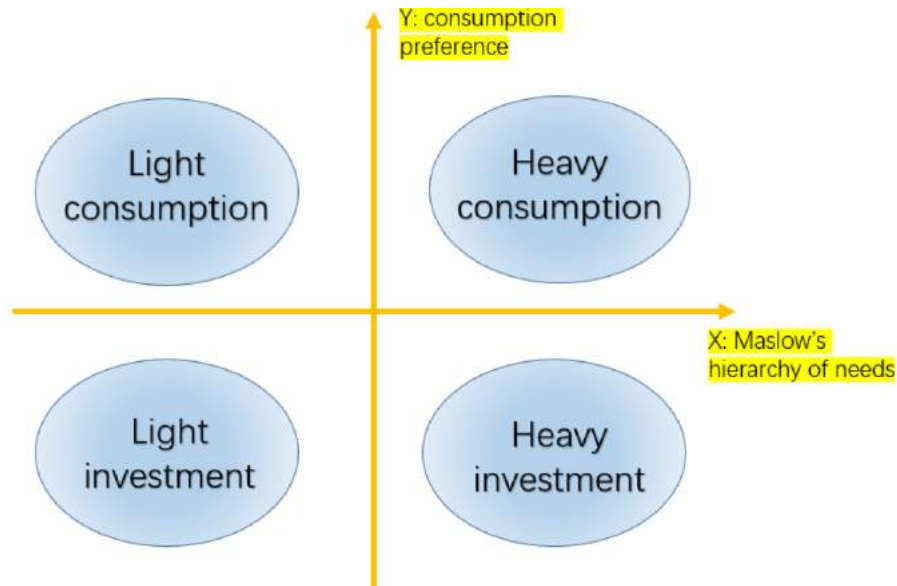 Y: consumption
preference
Light
consumption
Heavy
consumption
X: Maslow's
hierarchy of needs
Light
investment
Heavy
investment